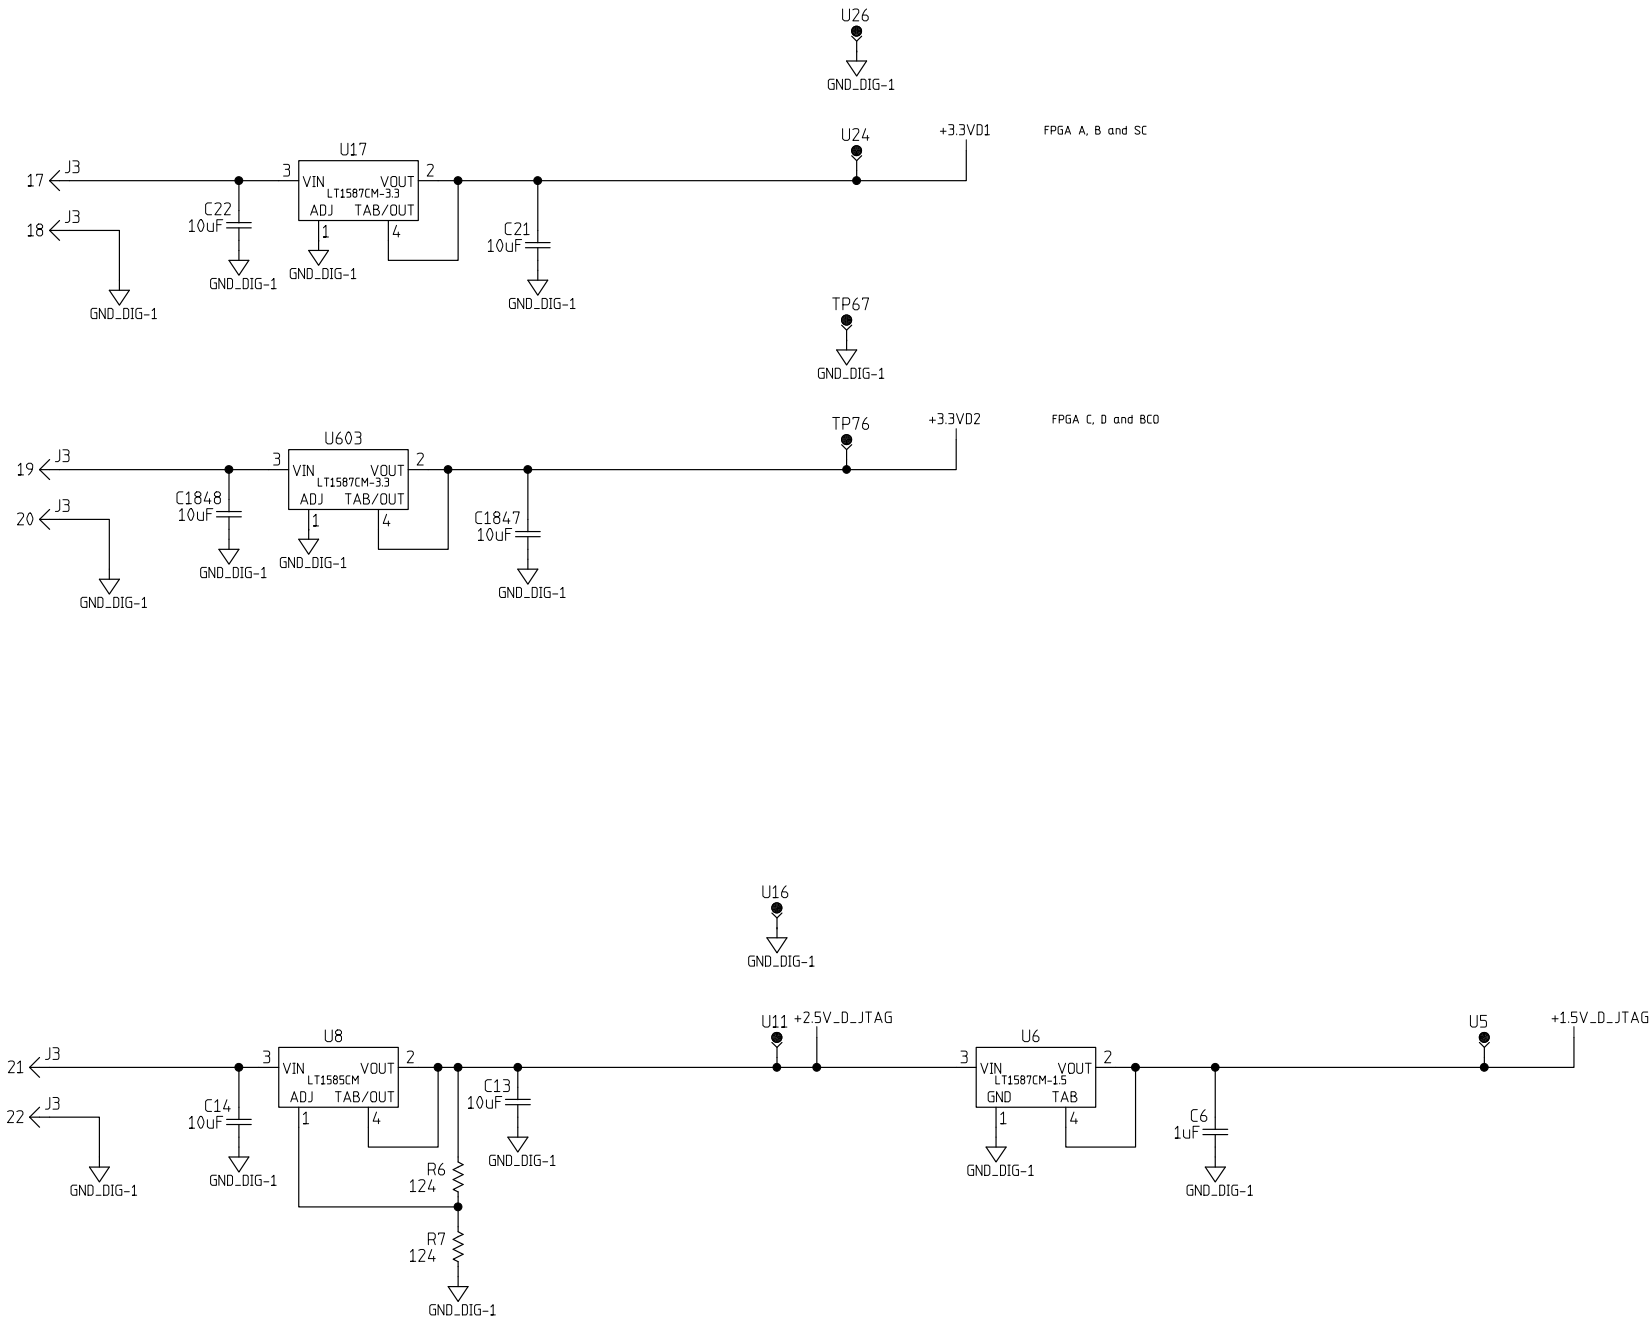 U26
GND_DIG-1
U24
+3.3VD1
FPGA A, B and SC
17
J3
3
U17
VIN
VOUT
LT1587CM-3.3
ADJ
TAB/OUT
2
1
4
GND_DIG-1
C22
10uF
GND_DIG-1
C21
10uF
GND_DIG-1
18
J3
GND_DIG-1
TP67
GND_DIG-1
TP76
+3.3VD2
FPGA C, D and BCO
19
J3
3
U603
VIN
VOUT
LT1587CM-3.3
ADJ
TAB/OUT
2
1
4
GND_DIG-1
C1848
10uF
GND_DIG-1
C1847
10uF
GND_DIG-1
20
J3
GND_DIG-1
U16
GND_DIG-1
U11
+2.5V_D_JTAG
21
J3
3
U8
VIN
VOUT
LT1585CM
ADJ
TAB/OUT
2
1
4
C14
10uF
GND_DIG-1
C13
10uF
GND_DIG-1
22
J3
GND_DIG-1
R6
124
R7
124
GND_DIG-1
3
U6
VIN
VOUT
LT1587CM-1.5
GND
TAB
2
1
4
GND_DIG-1
C6
1uF
GND_DIG-1
U5
+1.5V_D_JTAG